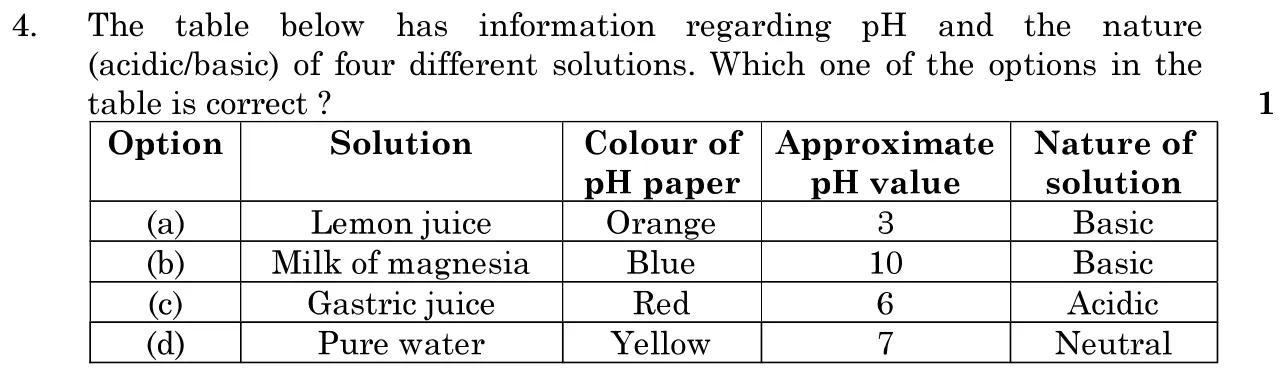 4. The table below has information regarding pH and the nature
(acidic/basic) of four different solutions. Which one of the options in the
table is correct ?
1
Option Solution Colour of pH paper Approximate pH value Nature of solution
(a) Lemon juice Orange 3 Basic
(b) Milk of magnesia Blue 10 Basic
(c) Gastric juice Red 6 Acidic
(d) Pure water Yellow 7 Neutral